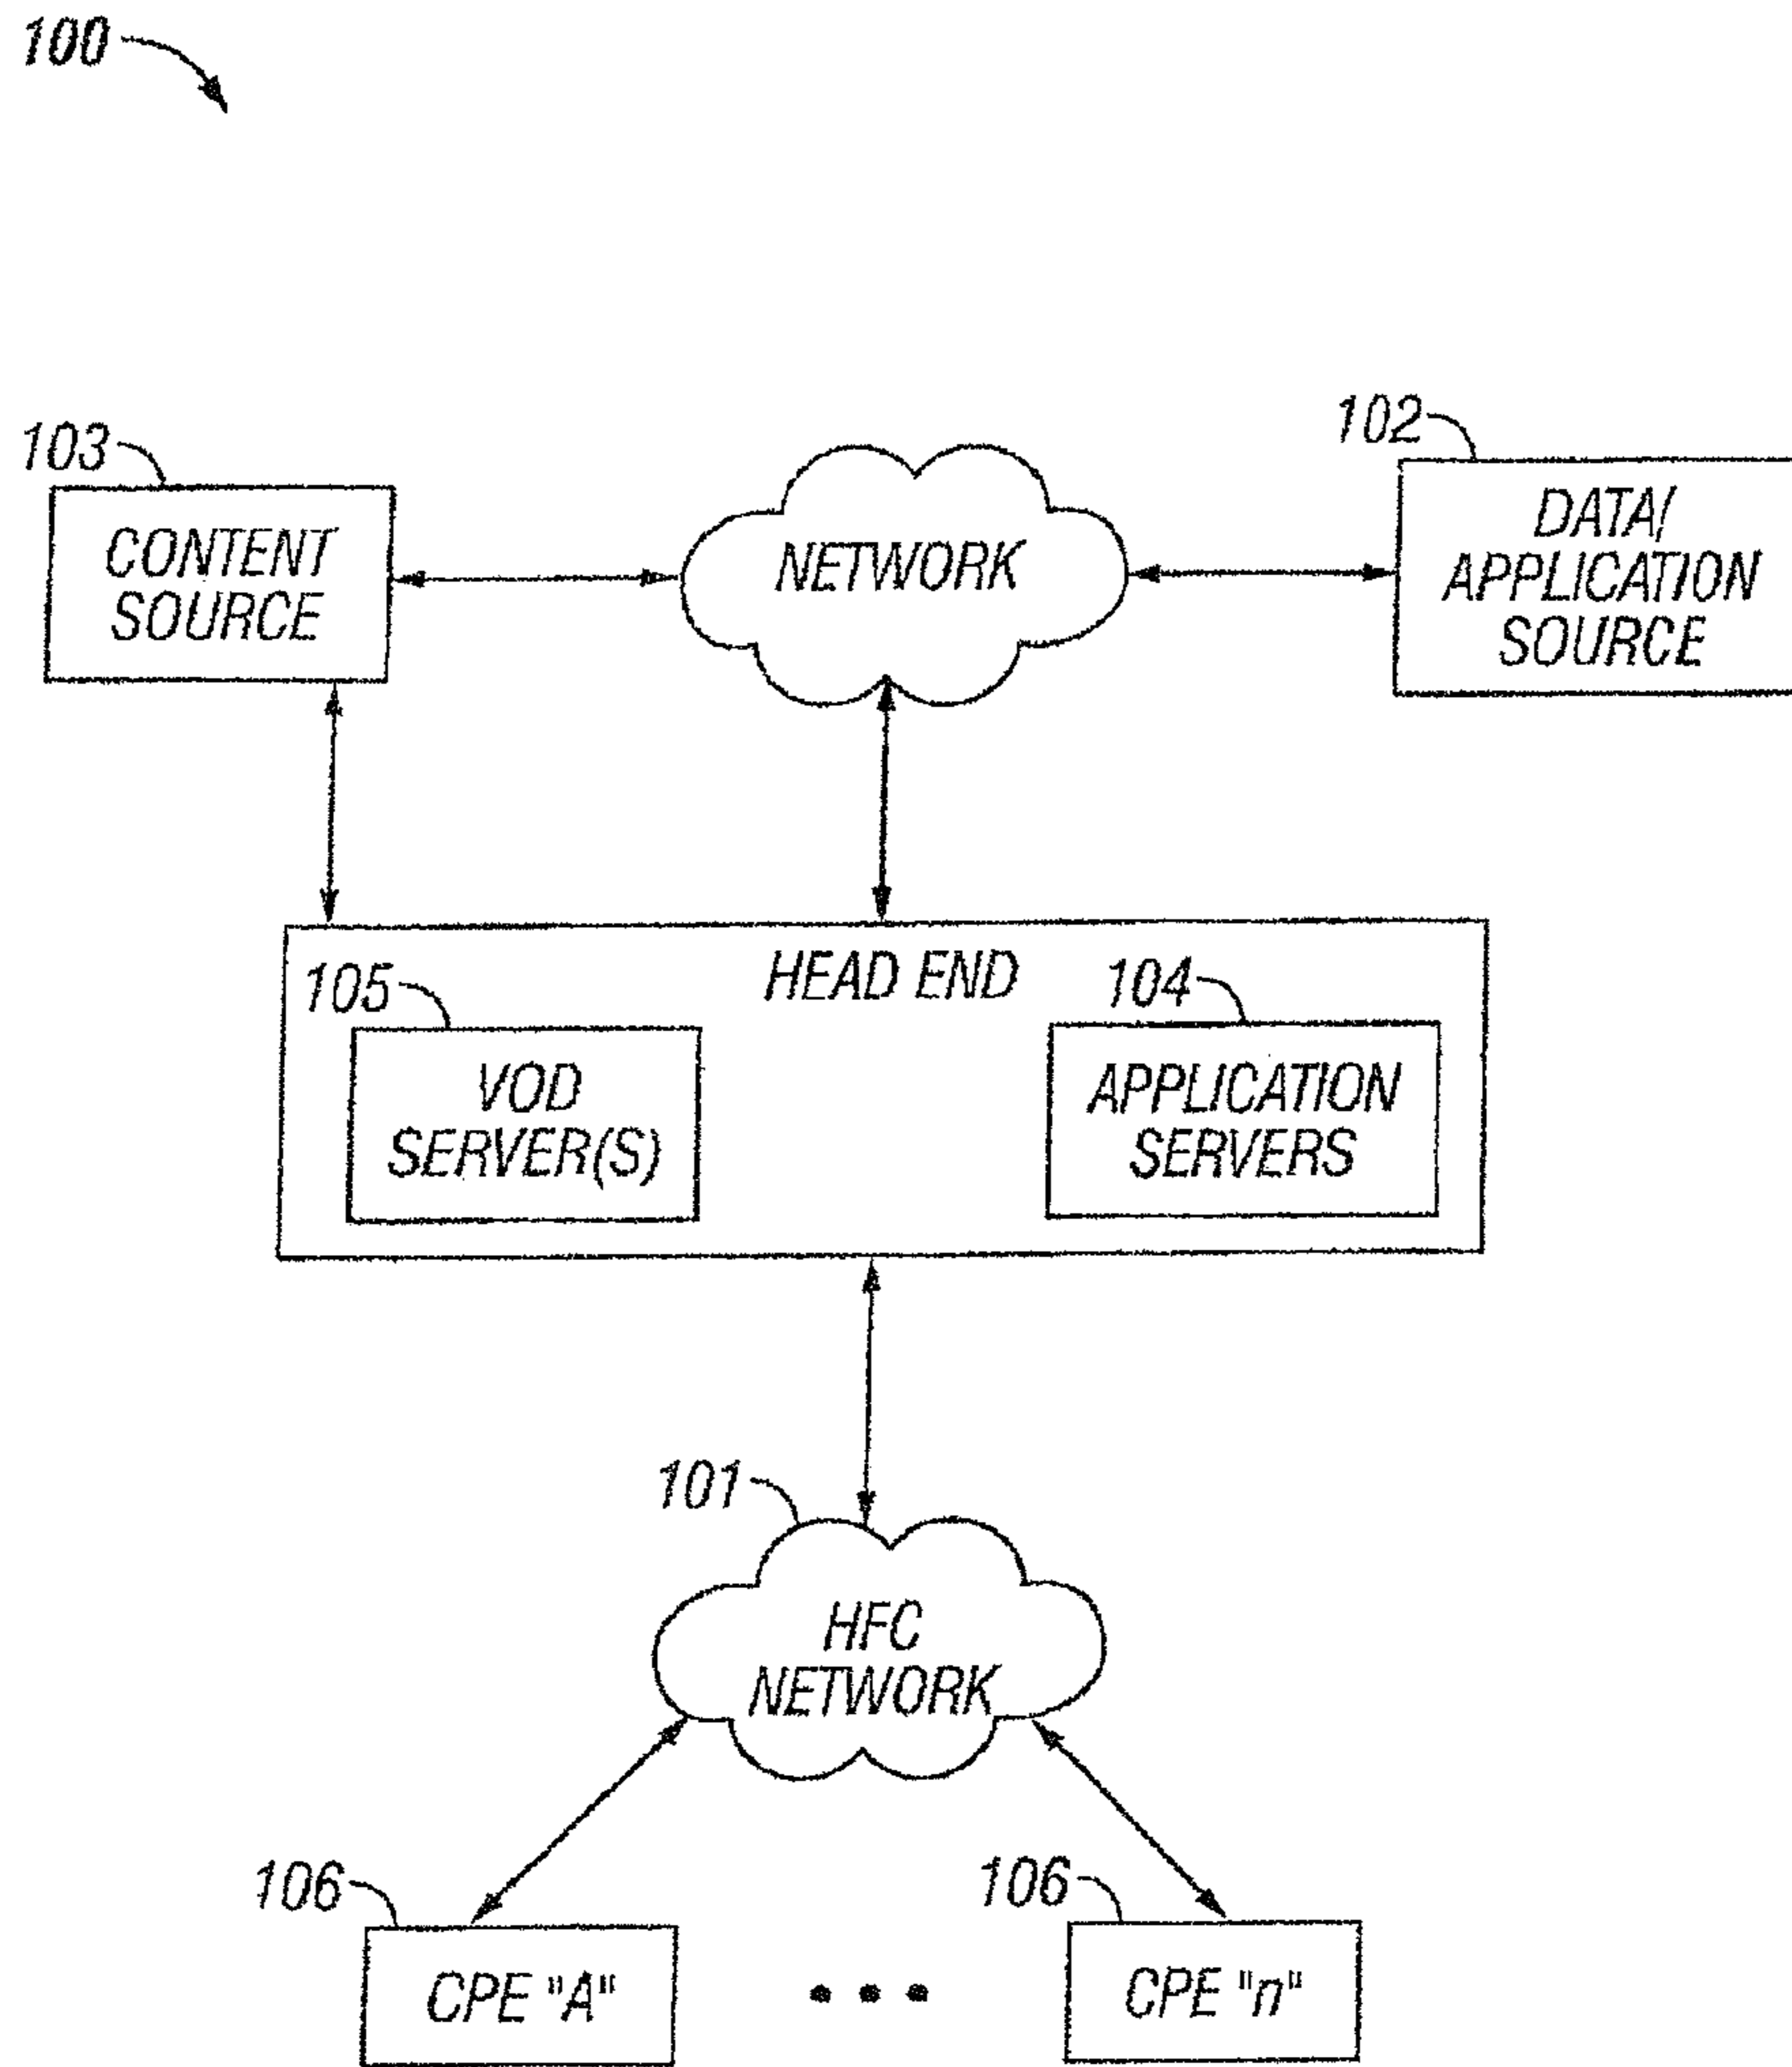 100
103
CONTENT
SOURCE
NETWORK
102
DATA/
APPLICATION
SOURCE
HEAD END
105
VOD
SERVER(S)
104
APPLICATION
SERVERS
101
HFC
NETWORK
106
CPE "A"
106
CPE "n"